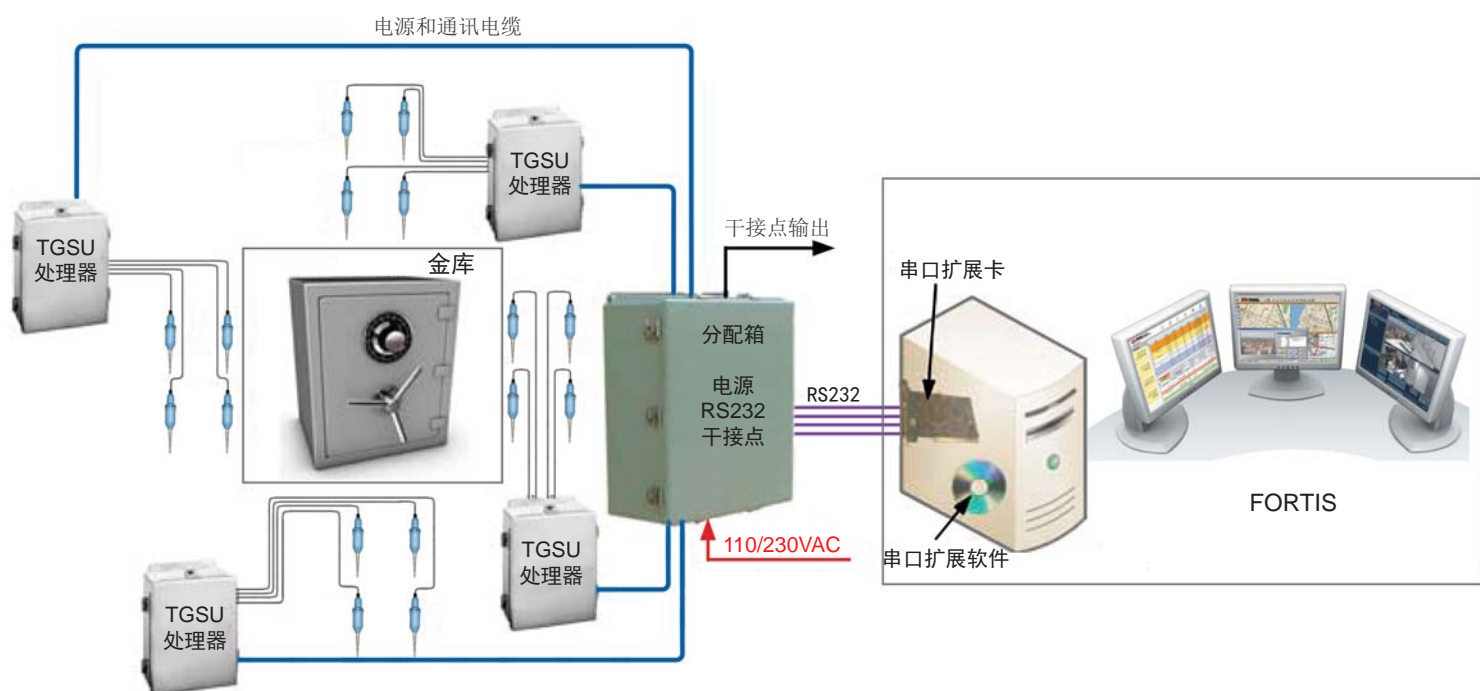 电源和通讯电缆
TGSU
处理器
TGSU
处理器
干接点输出
金库
串口扩展卡
分配箱
电源
RS232
干接点
RS232
FORTIS
110/230VAC
TGSU
处理器
串口扩展软件
TGSU
处理器